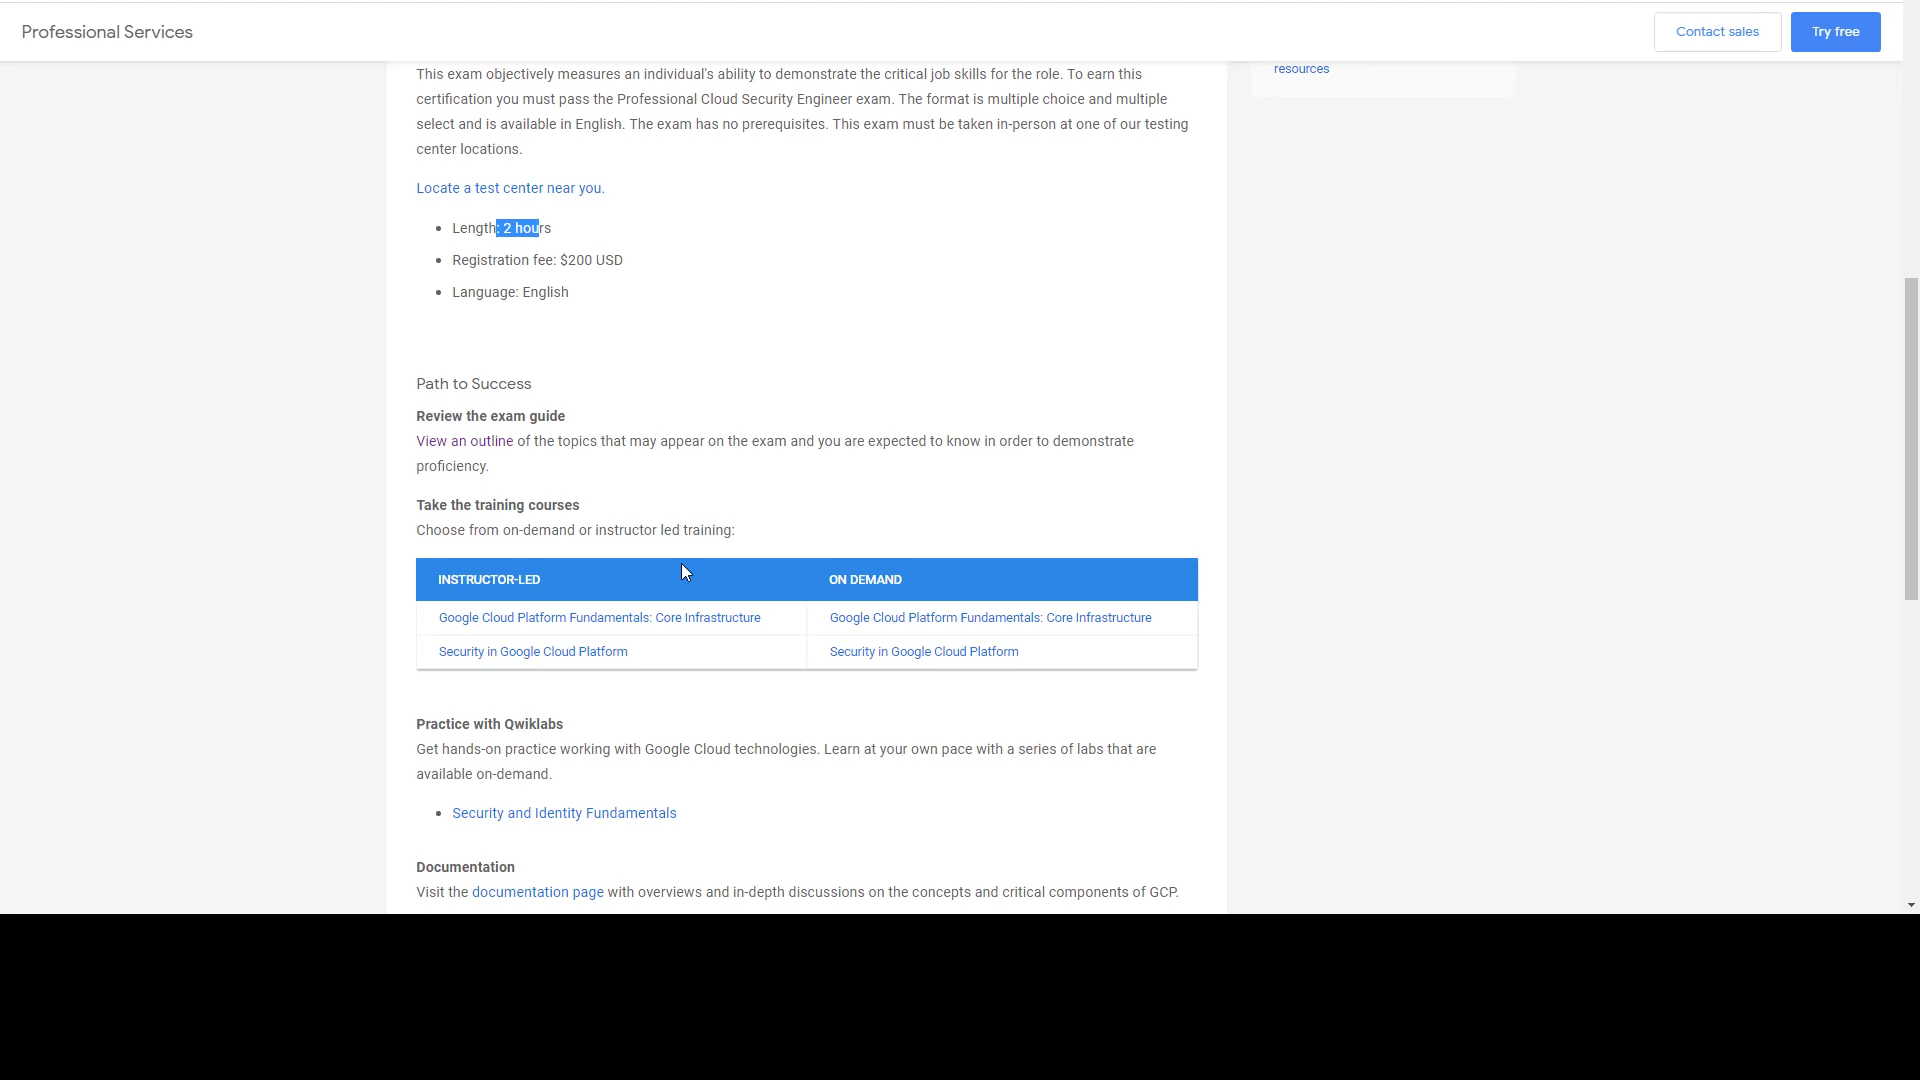 Professional Services
Contact sales
Try free
resources
This exam objectively measures an individual's ability to demonstrate the critical job skills for the role. To earn this
certification you must pass the Professional Cloud Security Engineer exam. The format is multiple choice and multiple
select and is available in English. The exam has no prerequisites. This exam must be taken in-person at one of our testing
center locations.
Locate a test center near you.
Length: 2 hours
Registration fee: $200 USD
Language: English
Path to Success
Review the exam guide
View an outline of the topics that may appear on the exam and you are expected to know in order to demonstrate
proficiency.
Take the training courses
Choose from on-demand or instructor led training:
INSTRUCTOR-LED
ON DEMAND
Google Cloud Platform Fundamentals: Core Infrastructure
Google Cloud Platform Fundamentals: Core Infrastructure
Security in Google Cloud Platform
Security in Google Cloud Platform
Practice with Qwiklabs
Get hands-on practice working with Google Cloud technologies. Learn at your own pace with a series of labs that are
available on-demand.
Security and Identity Fundamentals
Documentation
Visit the documentation page with overviews and in-depth discussions on the concepts and critical components of GCP.